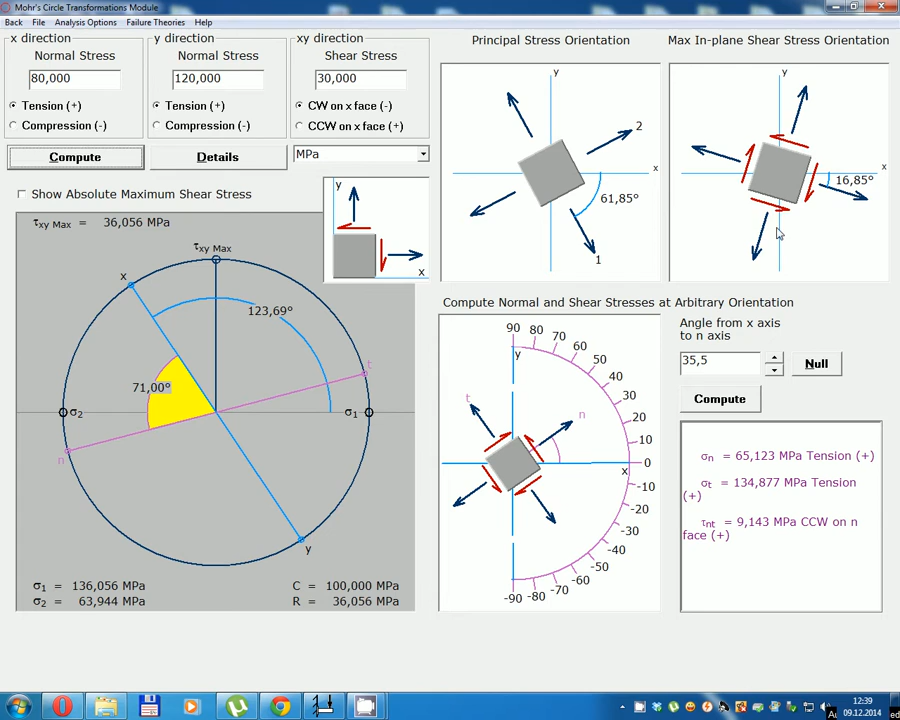 Mohr's Circle Transformations Module
Back File Analysis Options Failure Theories Help
x direction
Normal Stress
80,000
Tension (+)
Compression (-)
y direction
Normal Stress
120,000
Tension (+)
Compression (-)
xy direction
Shear Stress
30,000
CW on x face (-)
CCW on x face (+)
Compute
Details
MPa
Show Absolute Maximum Shear Stress
y
x
τxy Max = 36,056 MPa
τxy Max
x
123,69°
71,00°
t
σ2
σ1
n
y
σ1 = 136,056 MPa
σ2 = 63,944 MPa
C = 100,000 MPa
R = 36,056 MPa
Principal Stress Orientation
y
2
x
61,85°
1
Max In-plane Shear Stress Orientation
y
x
16,85°
Compute Normal and Shear Stresses at Arbitrary Orientation
90
80
70
60
50
40
30
20
10
0
-10
-20
-30
-40
-50
-60
-70
-80
-90
y
t
n
x
Angle from x axis
to n axis
35,5
Null
Compute
σn = 65,123 MPa Tension (+)
σt = 134,877 MPa Tension
(+)
τnt = 9,143 MPa CCW on n
face (+)
12:39
09.12.2014